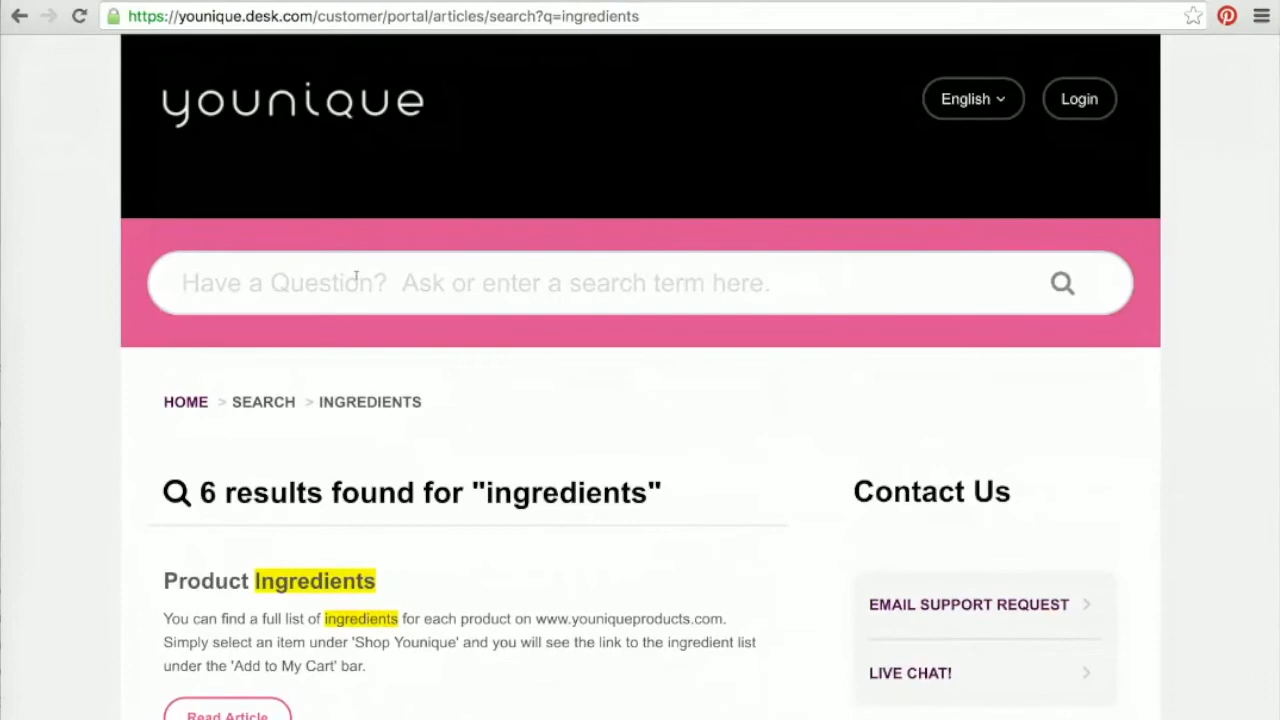 https://younique.desk.com/customer/portal/articles/search?q=ingredients
younique
English
Login
Have a Question? Ask or enter a search term here.
HOME > SEARCH > INGREDIENTS
6 results found for "ingredients"
Contact Us
Product Ingredients
You can find a full list of ingredients for each product on www.youniqueproducts.com.
Simply select an item under 'Shop Younique' and you will see the link to the ingredient list
under the 'Add to My Cart' bar.
EMAIL SUPPORT REQUEST
LIVE CHAT!
Read Article